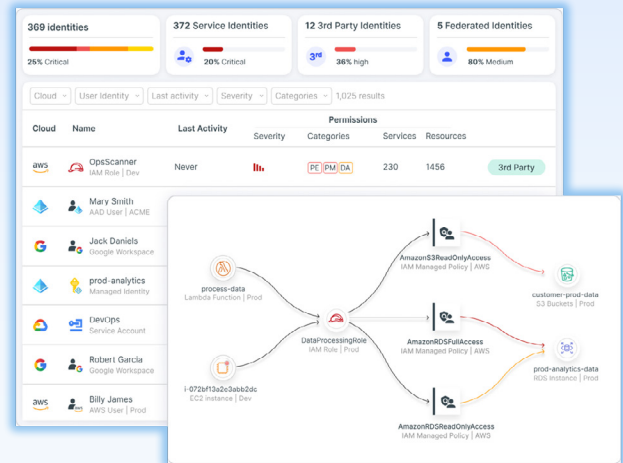 369 identities
25% Critical
372 Service Identities
20% Critical
12 3rd Party Identities
3rd
36% high
5 Federated Identities
80% Medium
Cloud
User Identity
Last activity
Severity
Categories
1,025 results
Cloud
Name
Last Activity
Permissions
Severity
Categories
Services
Resources
aws
OpsScanner
IAM Role | Dev
Never
PE PM DA
230
1456
3rd Party
Mary Smith
AAD User | ACME
Jack Daniels
Google Workspace
prod-analytics
Managed Identity
DevOps
Service Account
Robert Garcia
Google Workspace
aws
Billy James
AWS User | Prod
process-data
Lambda Function | Prod
i-072bf13a2e3abb2dc
EC2 instance | Dev
DataProcessingRole
IAM Role | Prod
AmazonS3ReadOnlyAccess
IAM Managed Policy | AWS
AmazonRDSFullAccess
IAM Managed Policy | AWS
AmazonRDSReadOnlyAccess
IAM Managed Policy | AWS
customer-prod-data
S3 Buckets | Prod
prod-analytics-data
RDS Instance | Prod